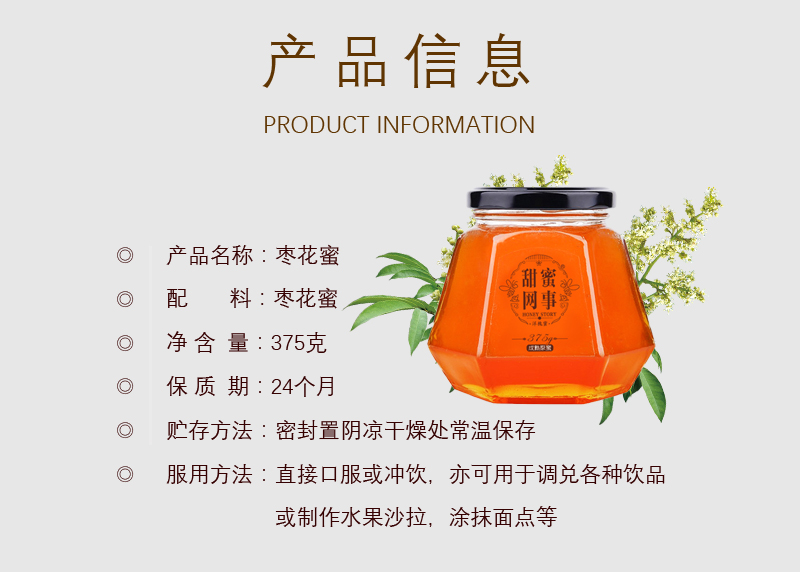 产品信息
PRODUCT INFORMATION
◎ 产品名称：枣花蜜
◎ 配 料：枣花蜜
◎ 净含量：375克
◎ 保质期：24个月
◎ 贮存方法：密封置阴凉干燥处常温保存
◎ 服用方法：直接口服或冲饮，亦可用于调兑各种饮品
或制作水果沙拉，涂抹面点等
甜蜜
网事
HONEY STORY
375g